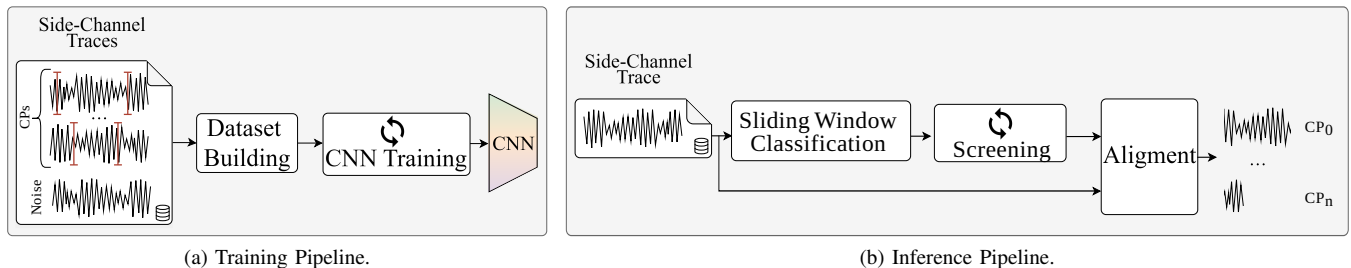 Side-Channel
Traces
CPs
...
Noise
Dataset
Building
CNN Training
CNN
(a) Training Pipeline.
Side-Channel
Trace
Sliding Window
Classification
Screening
Aligment
CP0
...
CPn
(b) Inference Pipeline.